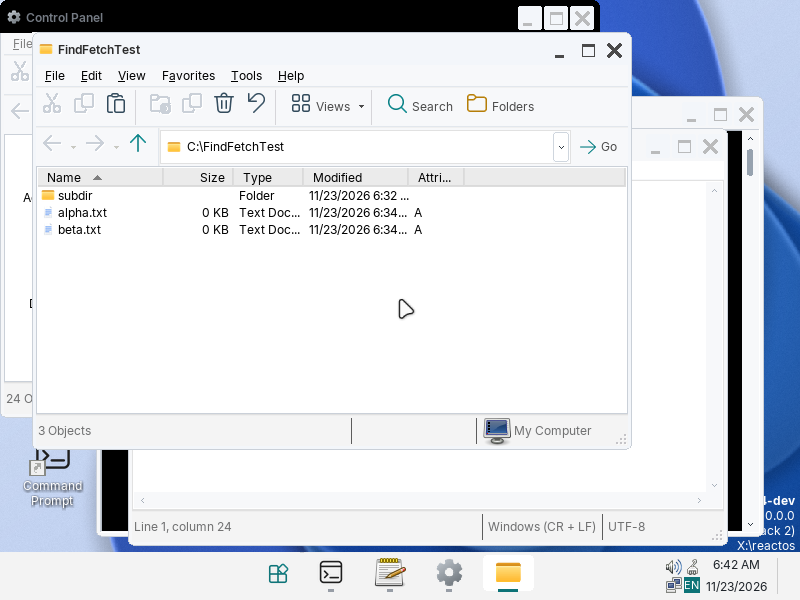 Control Panel
File
FindFetchTest
File Edit View Favorites Tools Help
Views Search Folders
C:\FindFetchTest Go
Name Size Type Modified Attri...
subdir Folder 11/23/2026 6:32 ...
alpha.txt 0 KB Text Doc... 11/23/2026 6:34... A
beta.txt 0 KB Text Doc... 11/23/2026 6:34... A
24 O
3 Objects My Computer
Command
Prompt
4-dev
0.0.0
ack 2)
X:\reactos
Line 1, column 24 Windows (CR + LF) UTF-8
6:42 AM
EN 11/23/2026